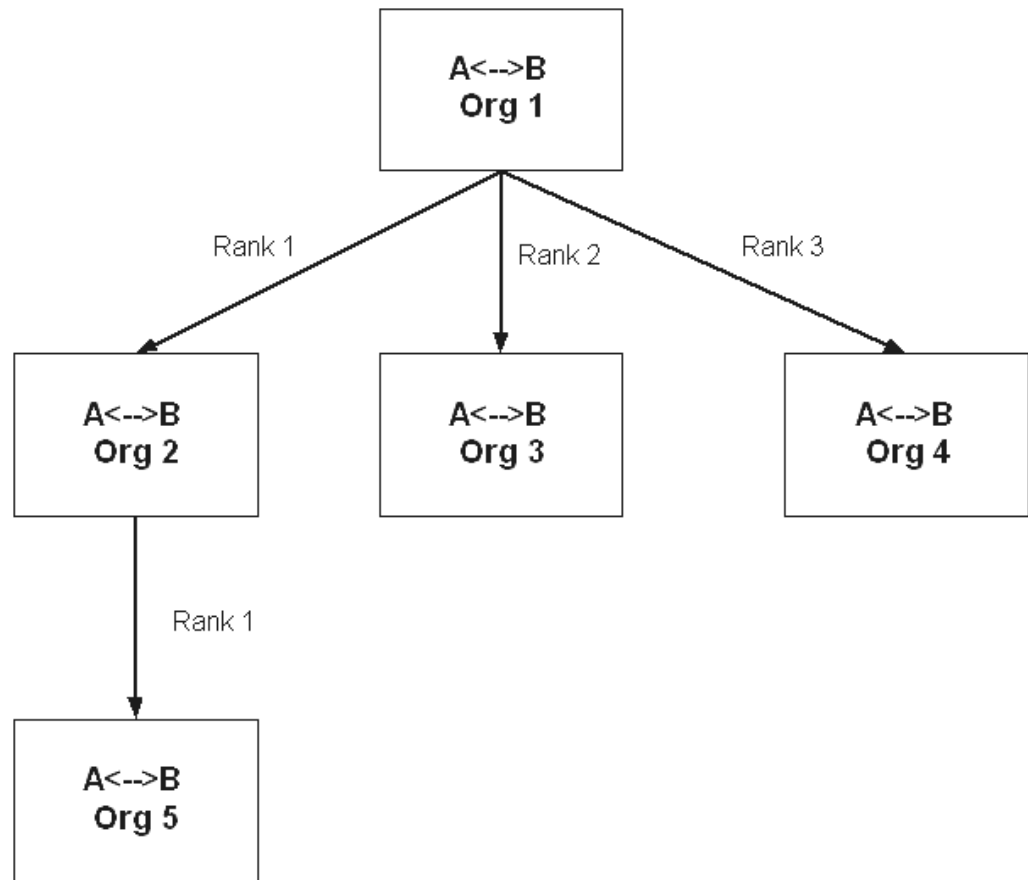 A<-->B
Org 1
Rank 1
Rank 2
Rank 3
A<-->B
Org 2
A<-->B
Org 3
A<-->B
Org 4
Rank 1
A<-->B
Org 5